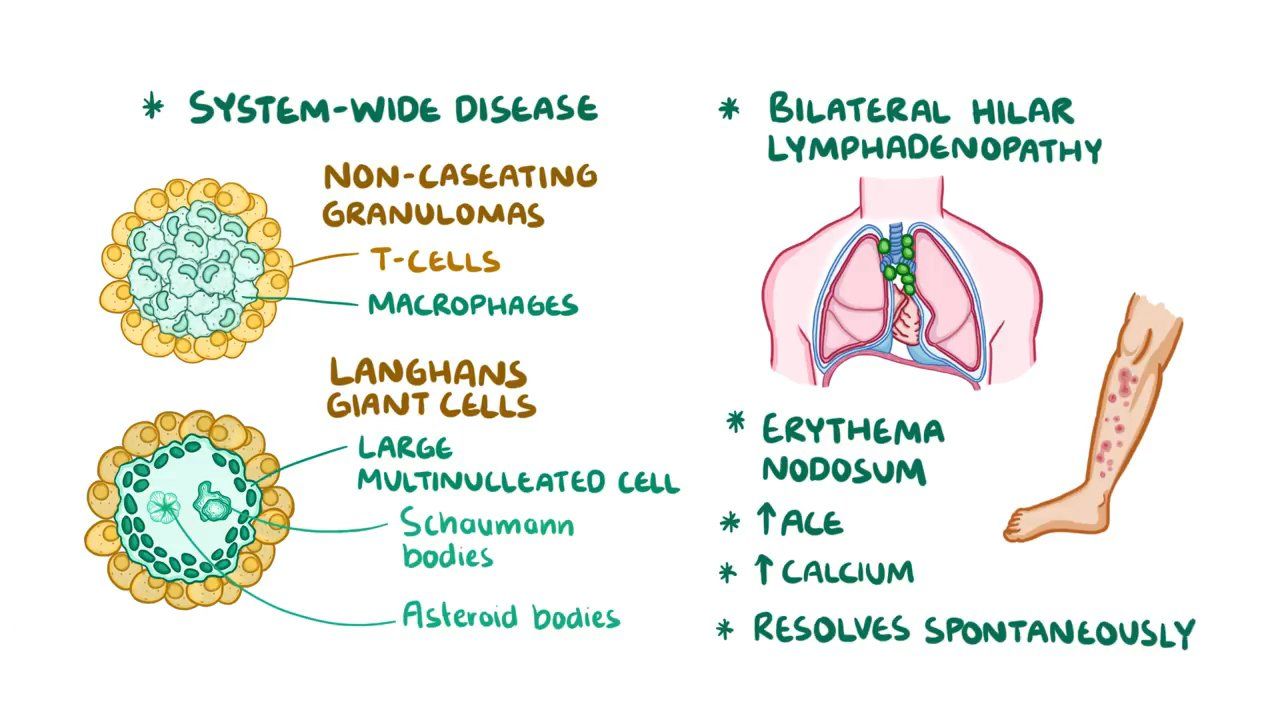 * SYSTEM-WIDE DISEASE
NON-CASEATING
GRANULOMAS
T-CELLS
MACROPHAGES
LANGHANS
GIANT CELLS
LARGE
MULTINUCLEATED CELL
Schaumann
bodies
Asteroid bodies
* BILATERAL HILAR
LYMPHADENOPATHY
* ERYTHEMA
NODOSUM
* ↑ ACE
* ↑ CALCIUM
* RESOLVES SPONTANEOUSLY